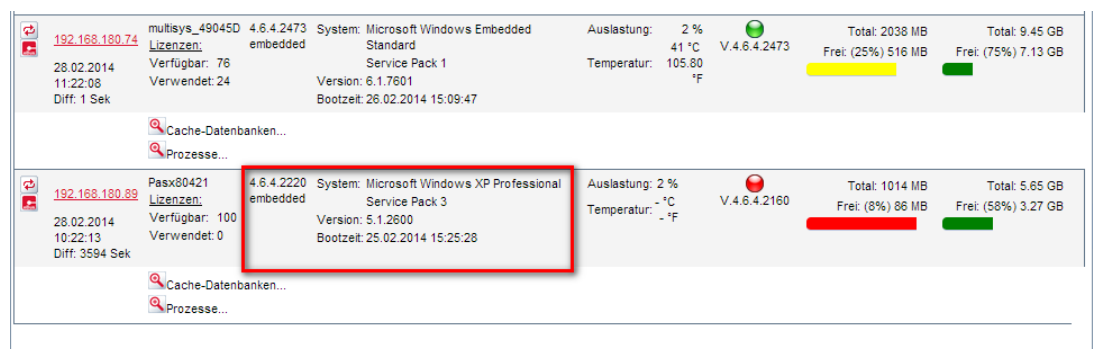 192.168.180.74
28.02.2014
11:22:08
Diff: 1 Sek
multisys_49045D
Lizenzen:
Verfügbar: 76
Verwendet: 24
4.6.4.2473
embedded
System: Microsoft Windows Embedded
Standard
Service Pack 1
Version: 6.1.7601
Bootzeit: 26.02.2014 15:09:47
Auslastung: 2 %
41 °C
Temperatur: 105.80
°F
V.4.6.4.2473
Total: 2038 MB
Frei: (25%) 516 MB
Total: 9.45 GB
Frei: (75%) 7.13 GB
Cache-Datenbanken...
Prozesse...
192.168.180.89
28.02.2014
10:22:13
Diff: 3594 Sek
Pasx80421
Lizenzen:
Verfügbar: 100
Verwendet: 0
4.6.4.2220
embedded
System: Microsoft Windows XP Professional
Service Pack 3
Version: 5.1.2600
Bootzeit: 25.02.2014 15:25:28
Auslastung: 2 %
Temperatur: - °C
- °F
V.4.6.4.2160
Total: 1014 MB
Frei: (8%) 86 MB
Total: 5.65 GB
Frei: (58%) 3.27 GB
Cache-Datenbanken...
Prozesse...